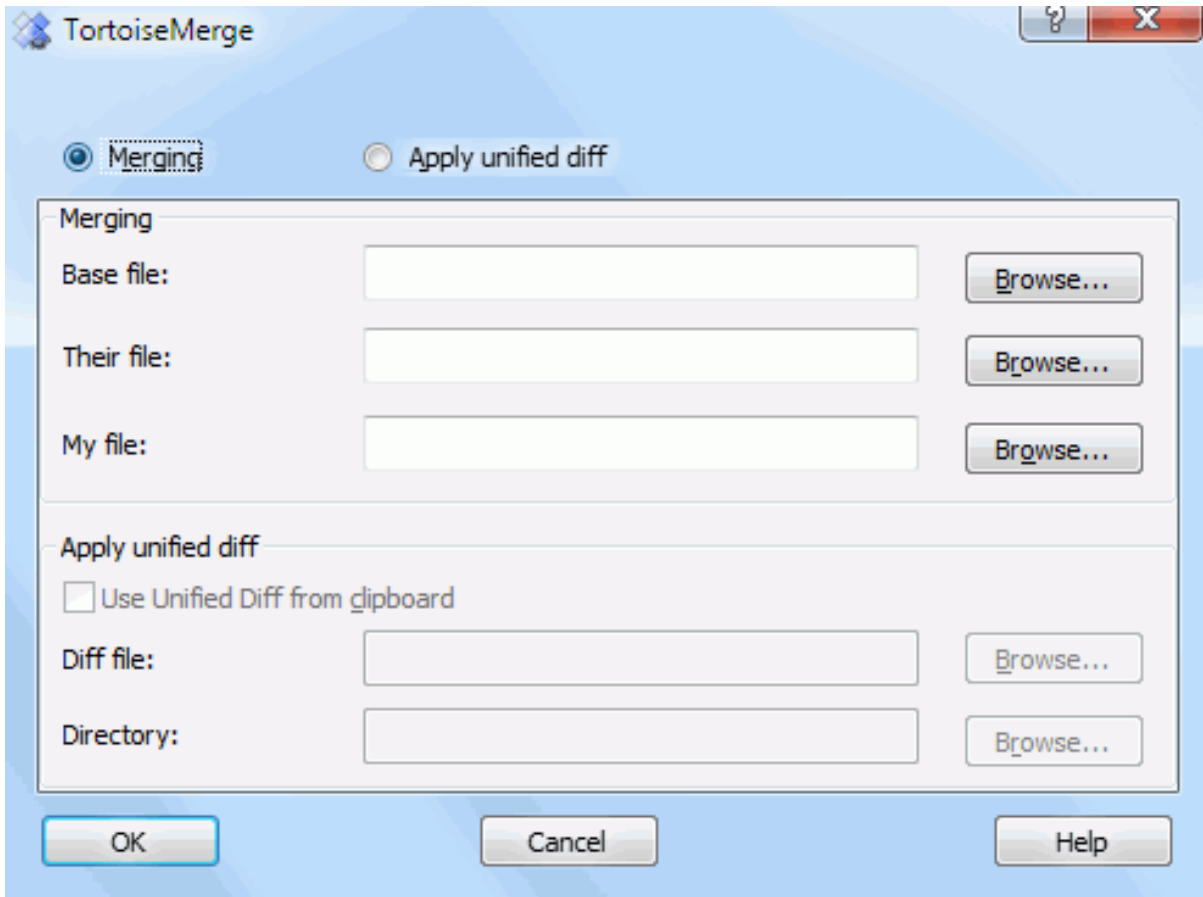 TortoiseMerge
Merging Apply unified diff
Merging
Base file: Browse...
Their file: Browse...
My file: Browse...
Apply unified diff
Use Unified Diff from clipboard
Diff file: Browse...
Directory: Browse...
OK Cancel Help